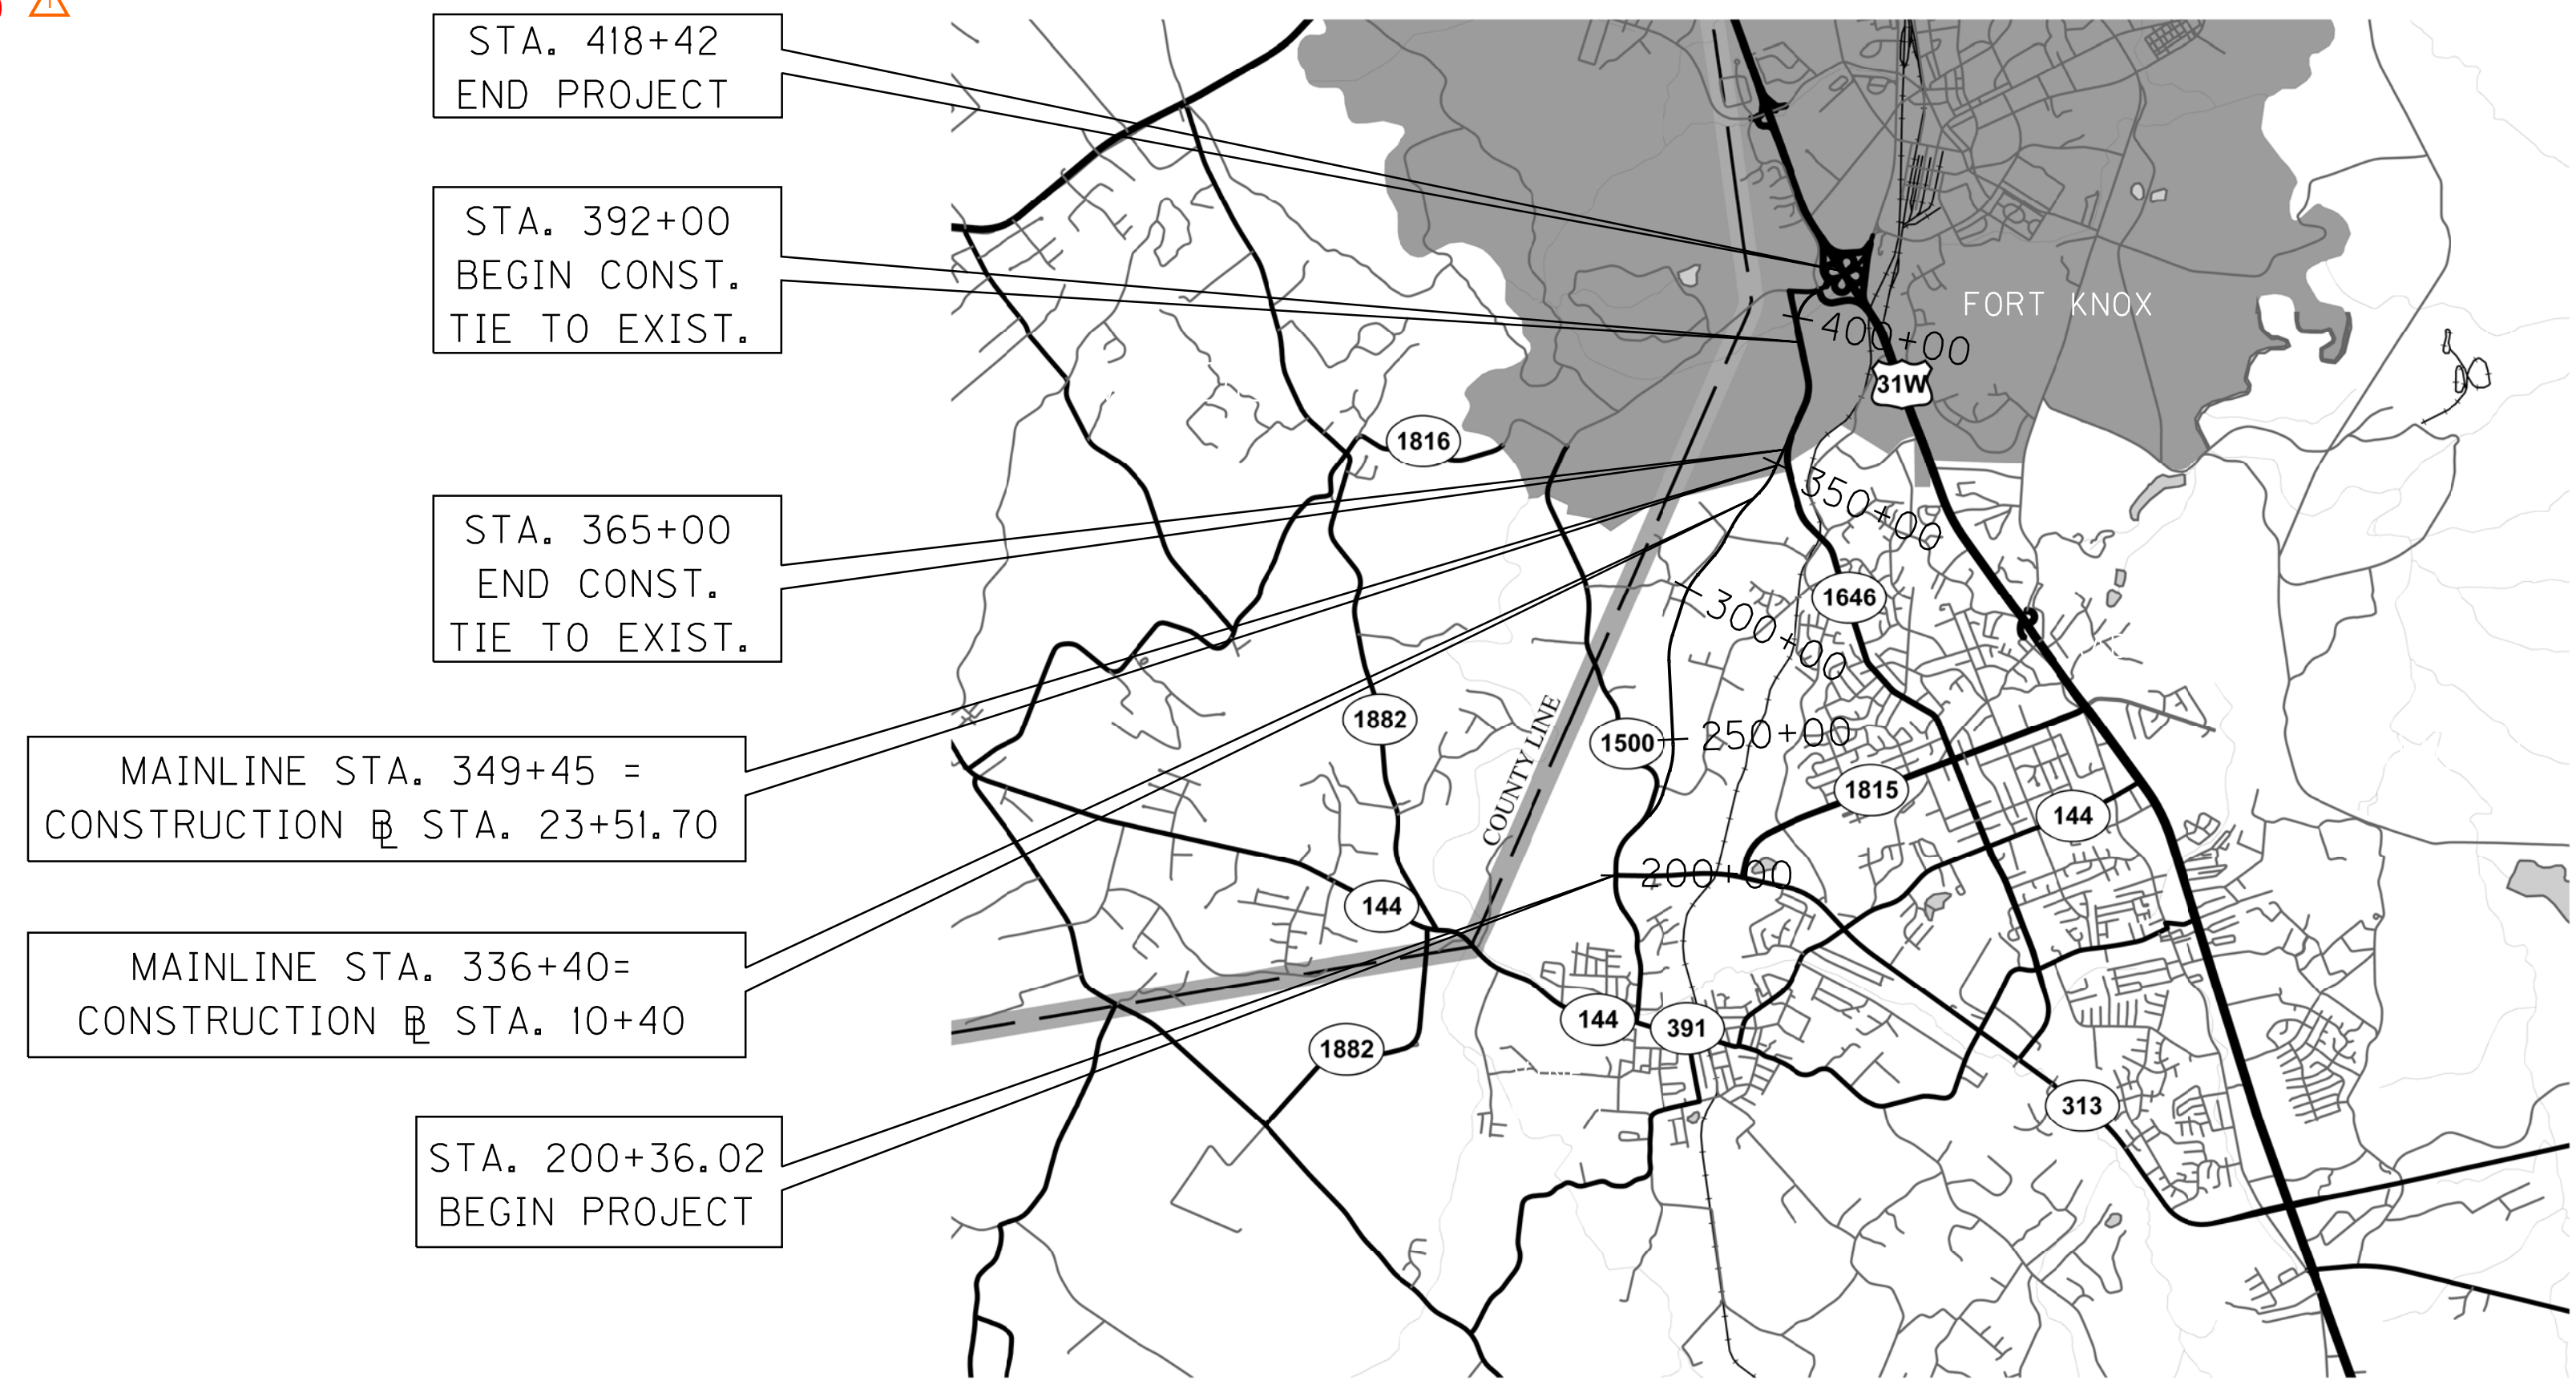 STA. 418+42
END PROJECT
STA. 392+00
BEGIN CONST.
TIE TO EXIST.
STA. 365+00
END CONST.
TIE TO EXIST.
MAINLINE STA. 349+45 =
CONSTRUCTION BL STA. 23+51.70
MAINLINE STA. 336+40=
CONSTRUCTION BL STA. 10+40
STA. 200+36.02
BEGIN PROJECT
FORT KNOX
400+00
31W
1816
350+00
1646
300+00
1882
COUNTY LINE
1500
250+00
1815
144
200+00
144
144
391
1882
313